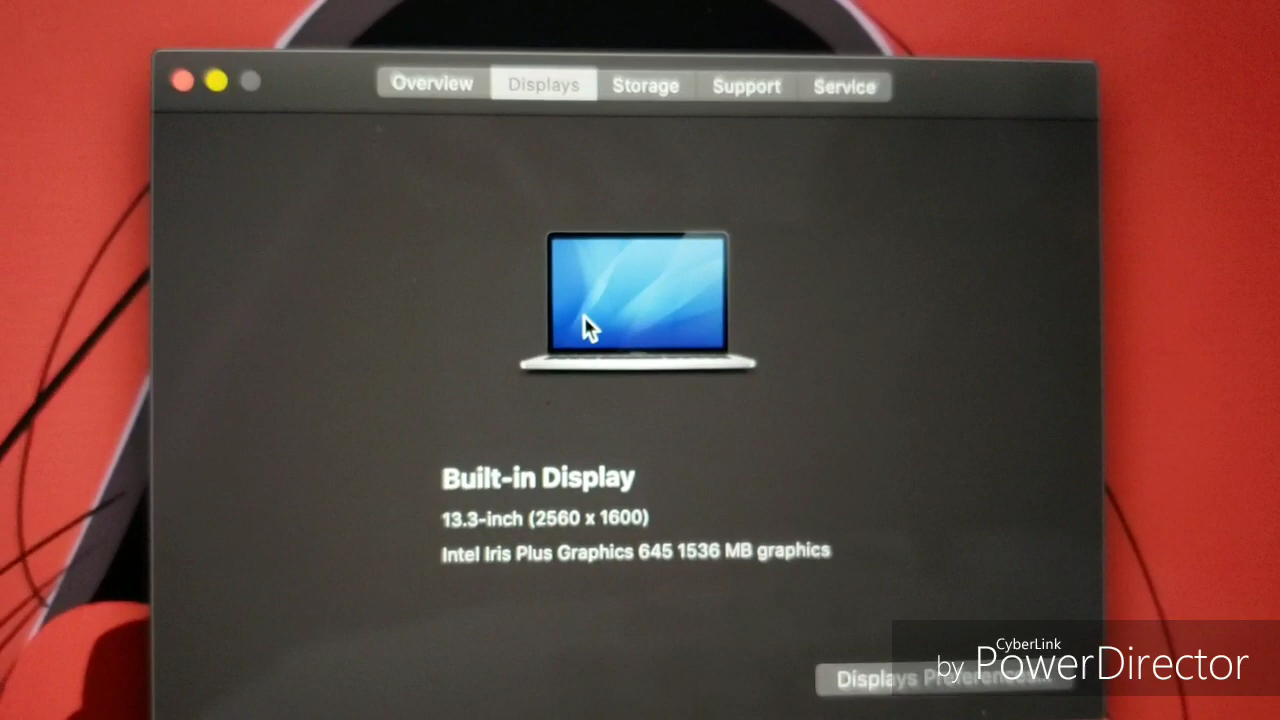 Overview Displays Storage Support Service
Built-in Display
13.3-inch (2560 x 1600)
Intel Iris Plus Graphics 645 1536 MB graphics
Displays Preferences...
CyberLink
by PowerDirector